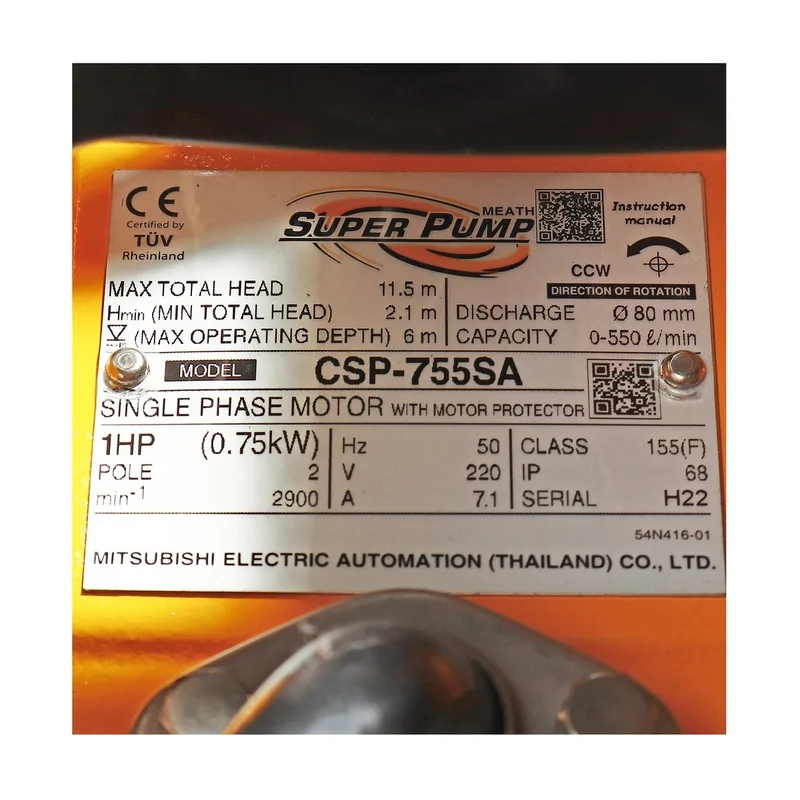 CE
Certified by
TÜV
Rheinland
MEATH
SUPER PUMP
Instruction
manual
CCW
DIRECTION OF ROTATION
MAX TOTAL HEAD 11.5 m
Hmin (MIN TOTAL HEAD) 2.1 m DISCHARGE Ø 80 mm
(MAX OPERATING DEPTH) 6 m CAPACITY 0-550 ℓ/min
MODEL CSP-755SA
SINGLE PHASE MOTOR WITH MOTOR PROTECTOR
1HP (0.75kW) Hz 50 CLASS 155(F)
POLE 2 V 220 IP 68
min⁻¹ 2900 A 7.1 SERIAL H22
54N416-01
MITSUBISHI ELECTRIC AUTOMATION (THAILAND) CO., LTD.